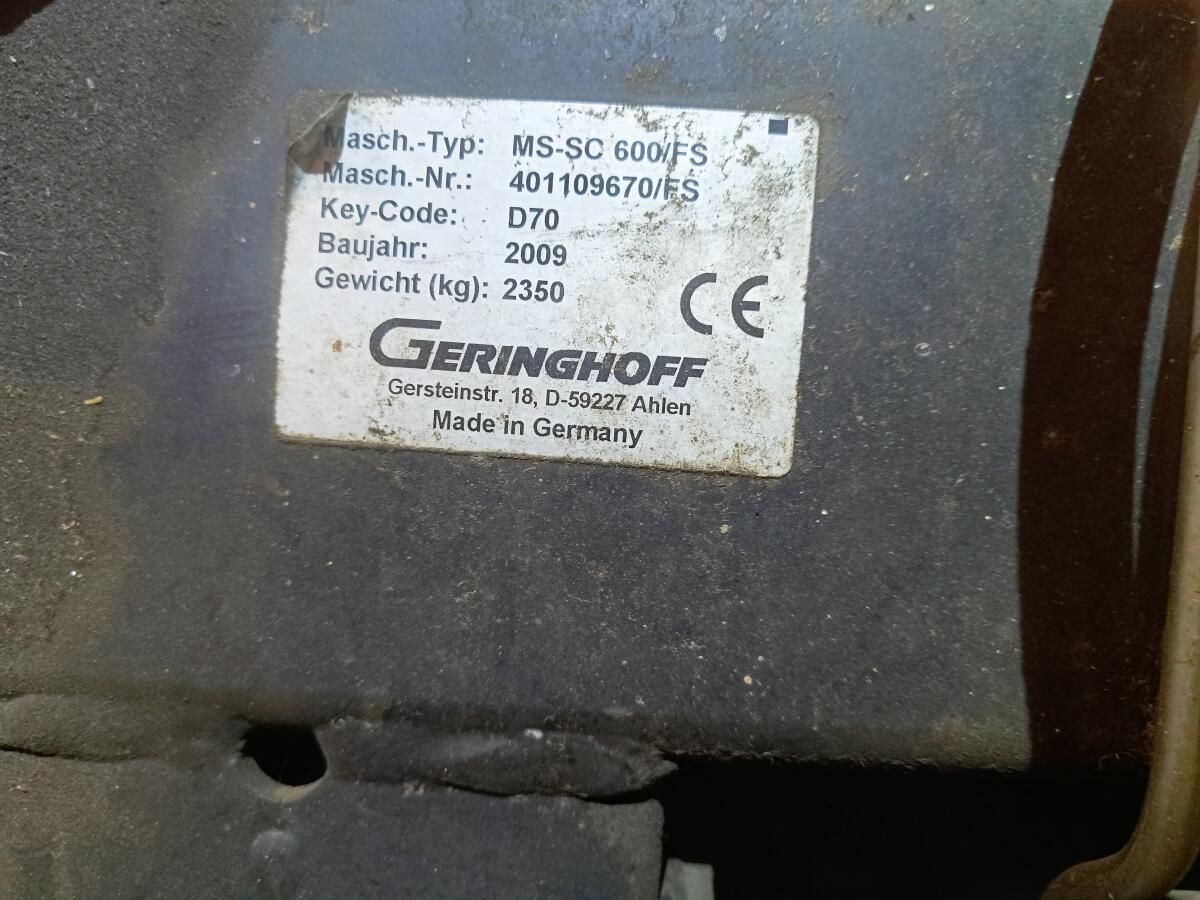 Masch.-Typ: MS-SC 600/FS
Masch.-Nr.: 401109670/FS
Key-Code: D70
Baujahr: 2009
Gewicht (kg): 2350
CE
GERINGHOFF
Gersteinstr. 18, D-59227 Ahlen
Made in Germany